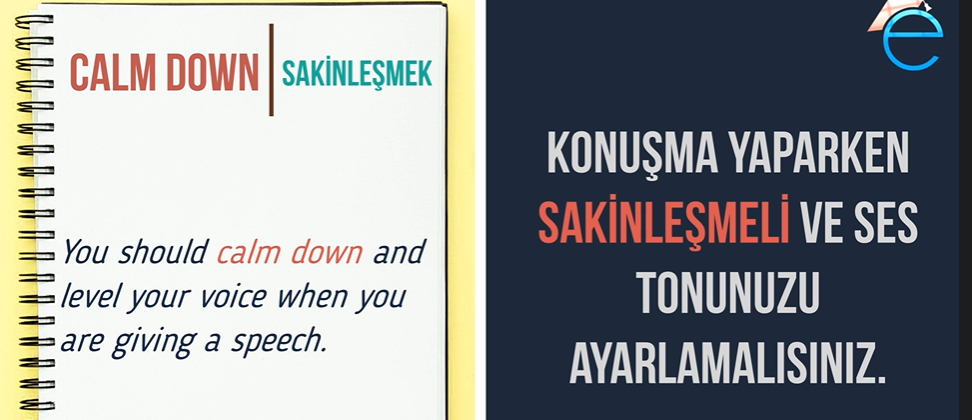 CALM DOWN
SAKİNLEŞMEK
You should calm down and
level your voice when you
are giving a speech.
e
KONUŞMA YAPARKEN
SAKİNLEŞMELİ VE SES
TONUNUZU
AYARLAMALISINIZ.